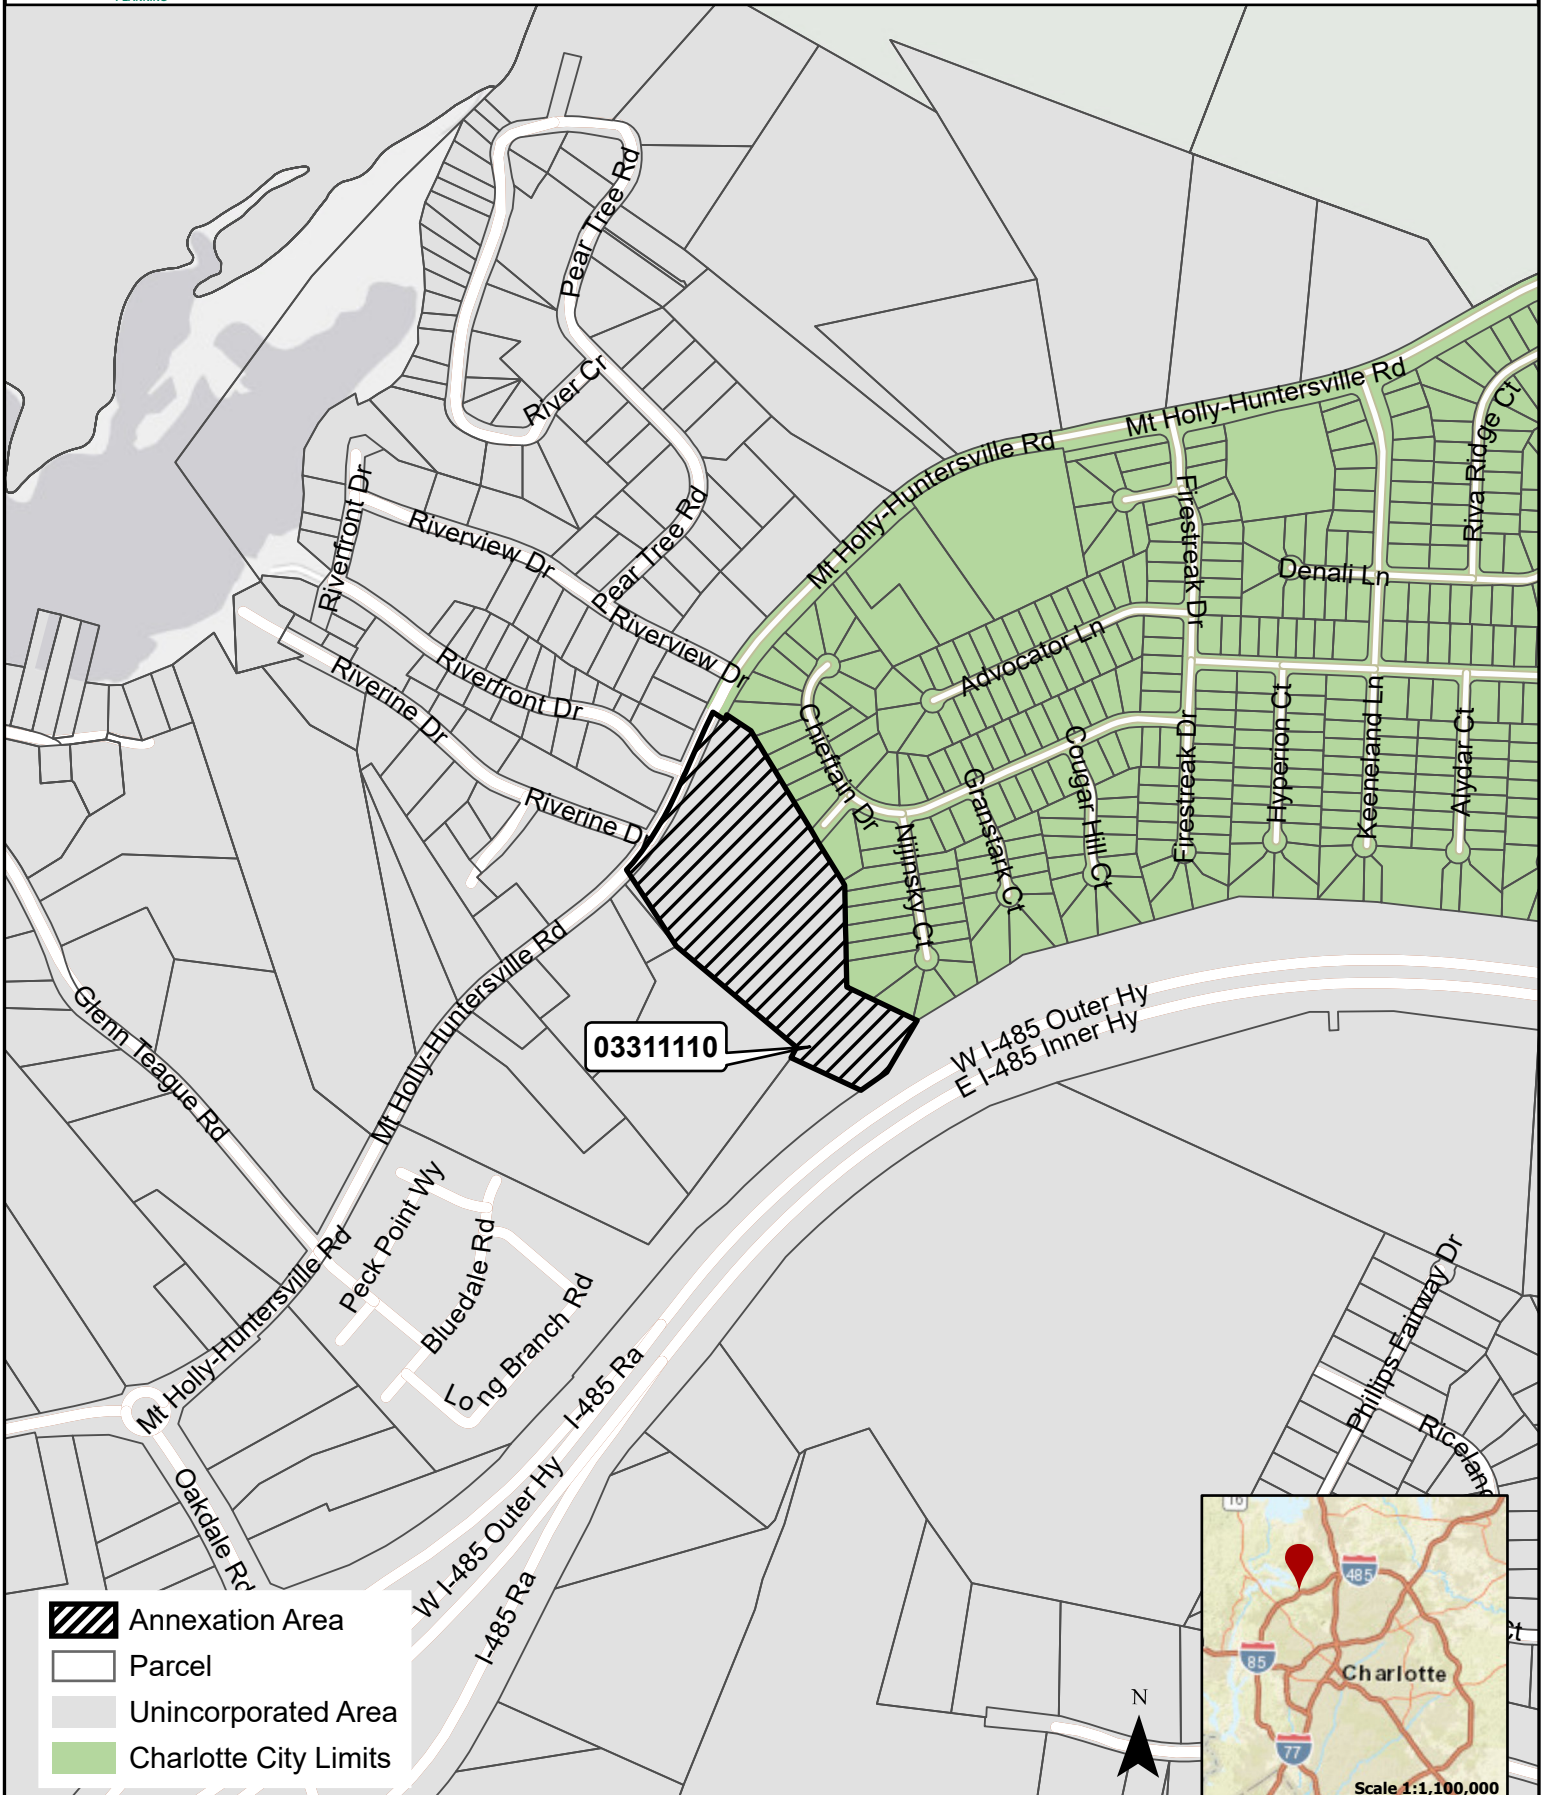 Pear Tree Rd
River Cr
Mt Holly-Huntersville Rd
Mt Holly-Huntersville Rd
Riva Ridge Ct
Riverfront Dr
Riverview Dr
Pear Tree Rd
Firestreak Dr
Denali Ln
Riverview Dr
Advocator Ln
Riverfront Dr
Riverine Dr
Chieftain Dr
Cougar Hill Ct
Firestreak Dr
Hyperion Ct
Keeneland Ln
Alydar Ct
Granstark Ct
Riverine Dr
Nijinsky Ct
Mt Holly-Huntersville Rd
Glenn Teague Rd
03311110
W I-485 Outer Hy
E I-485 Inner Hy
Peck Point Wy
Bluedale Rd
Long Branch Rd
Mt Holly-Huntersville Rd
I-485 Ra
Phillips Fairway Dr
Oakdale Rd
W I-485 Outer Hy
I-485 Ra
Annexation Area
Parcel
Unincorporated Area
Charlotte City Limits
N
16
485
85
Charlotte
77
Scale 1:1,100,000